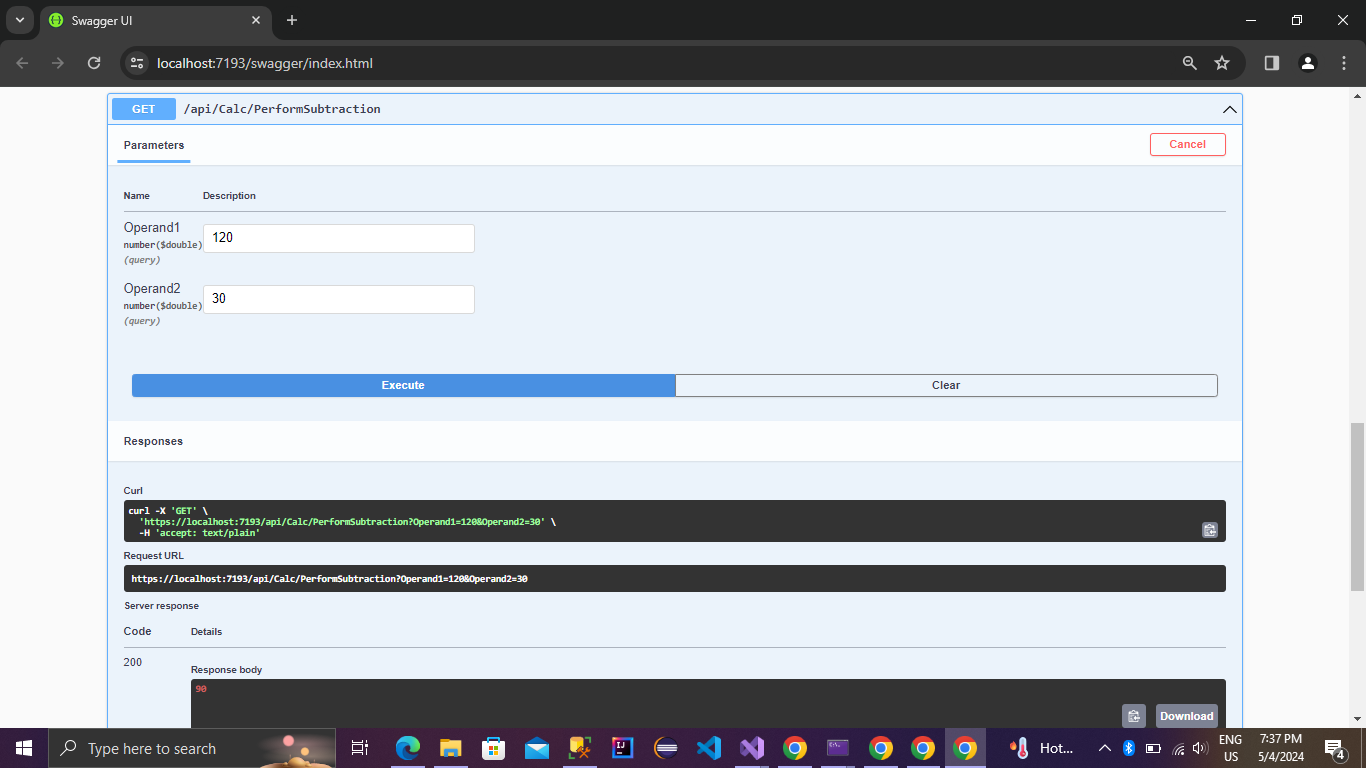 Swagger UI
localhost:7193/swagger/index.html
GET /api/Calc/PerformSubtraction
Parameters
Cancel
Name Description
Operand1
number($double)
(query)
120
Operand2
number($double)
(query)
30
Execute Clear
Responses
Curl
curl -X 'GET' \
'https://localhost:7193/api/Calc/PerformSubtraction?Operand1=120&Operand2=30' \
-H 'accept: text/plain'
Request URL
https://localhost:7193/api/Calc/PerformSubtraction?Operand1=120&Operand2=30
Server response
Code Details
200
Response body
90
Download
Type here to search
Hot...
ENG
US
7:37 PM
5/4/2024
4